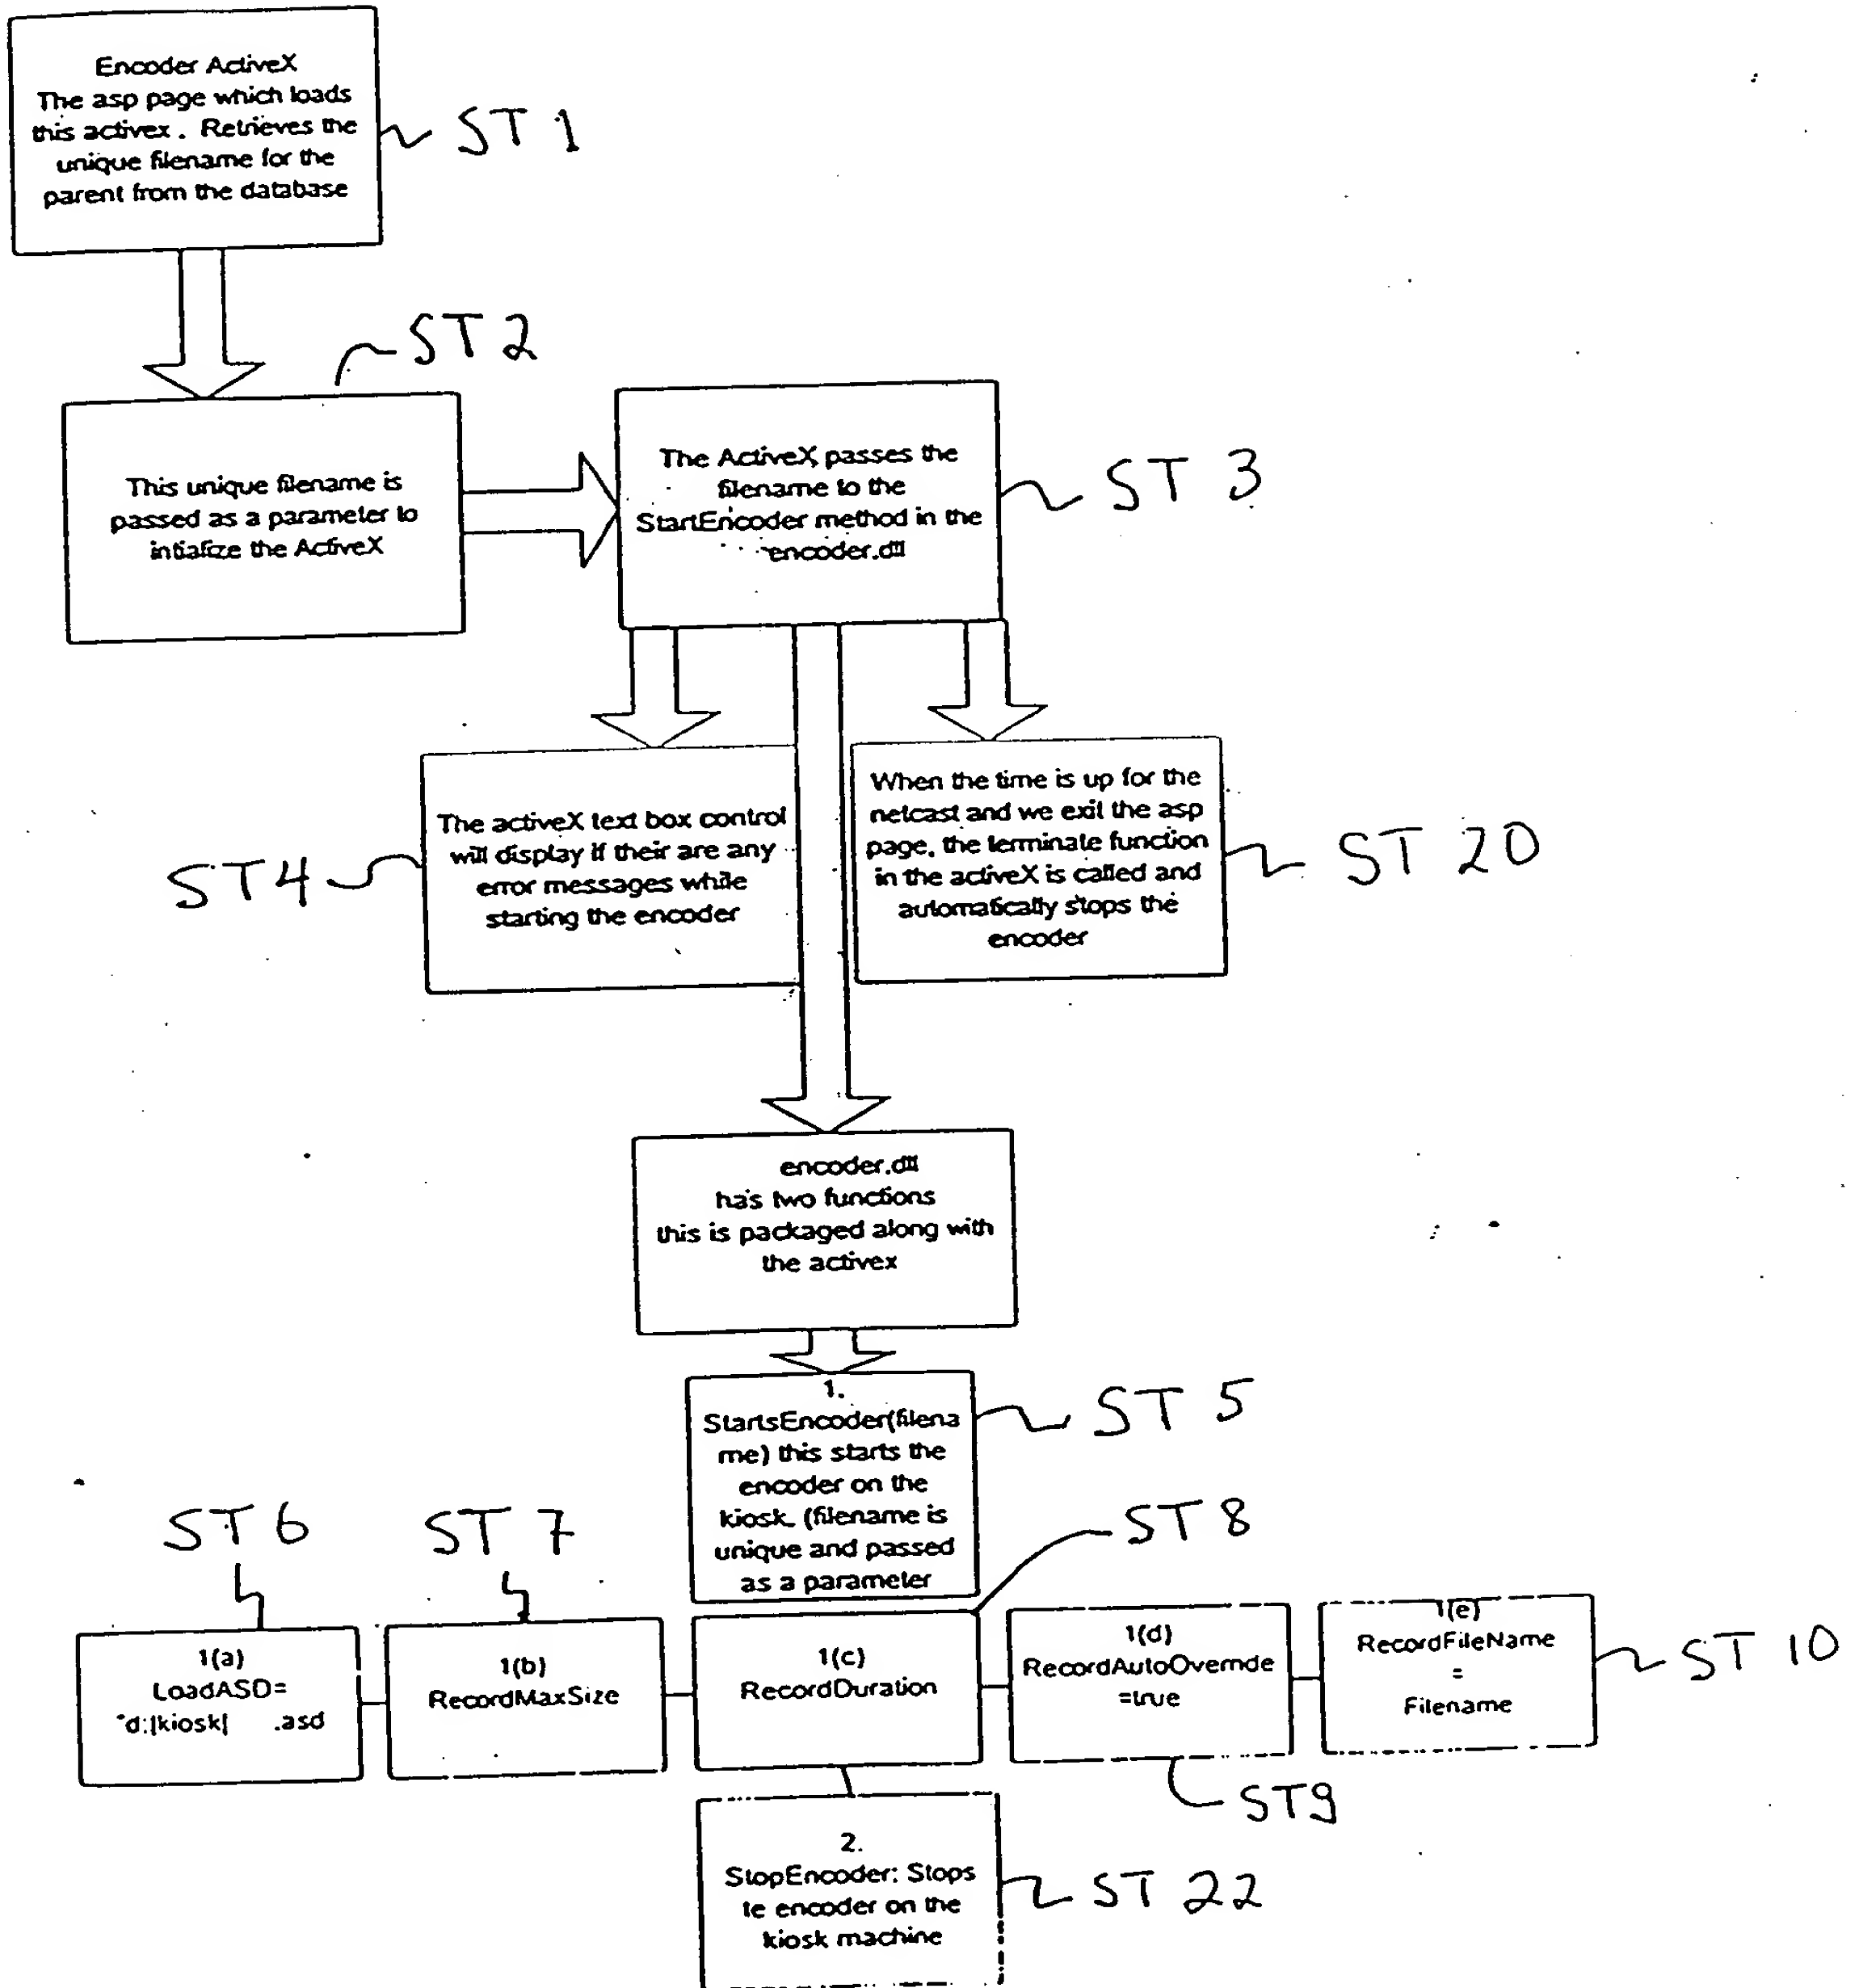 Encoder ActiveX
The asp page which loads
this activex. Retrieves the
unique filename for the
parent from the database
ST 1
ST 2
This unique filename is
passed as a parameter to
intialize the ActiveX
The ActiveX passes the
filename to the
StartEncoder method in the
encoder.dll
ST 3
The activeX text box control
will display if their are any
error messages while
starting the encoder
ST4
When the time is up for the
netcast and we exit the asp
page, the terminate function
in the activeX is called and
automatically stops the
encoder
ST 20
encoder.dll
has two functions
this is packaged along with
the activex
1.
StartsEncoder(filena
me) this starts the
encoder on the
kiosk. (filename is
unique and passed
as a parameter
ST 5
ST 6
ST 7
ST 8
1(a)
LoadASD=
"d:|kiosk| .asd
1(b)
RecordMaxSize
1(c)
RecordDuration
1(d)
RecordAutoOverride
=true
1(e)
RecordFileName
=
Filename
ST 10
ST9
2.
StopEncoder: Stops
te encoder on the
kiosk machine
ST 22